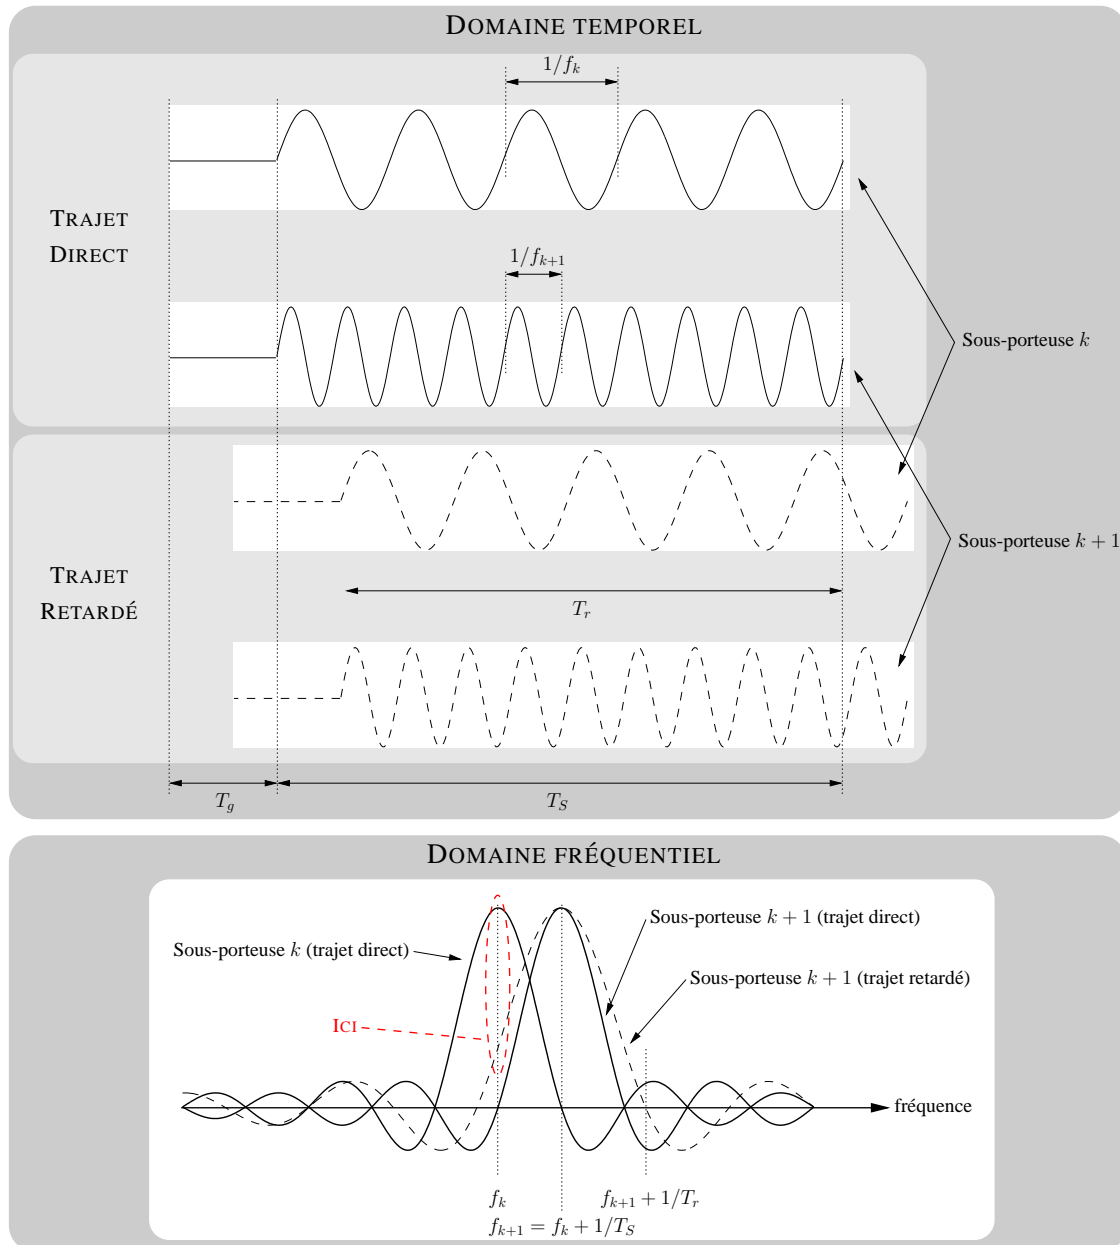 DOMAINE TEMPOREL
1/f_k
TRAJET
DIRECT
1/f_{k+1}
Sous-porteuse k
Sous-porteuse k + 1
TRAJET
RETARDÉ
T_r
T_g
T_S
DOMAINE FRÉQUENTIEL
Sous-porteuse k + 1 (trajet direct)
Sous-porteuse k (trajet direct)
Sous-porteuse k + 1 (trajet retardé)
ICI
fréquence
f_k
f_{k+1} + 1/T_r
f_{k+1} = f_k + 1/T_S